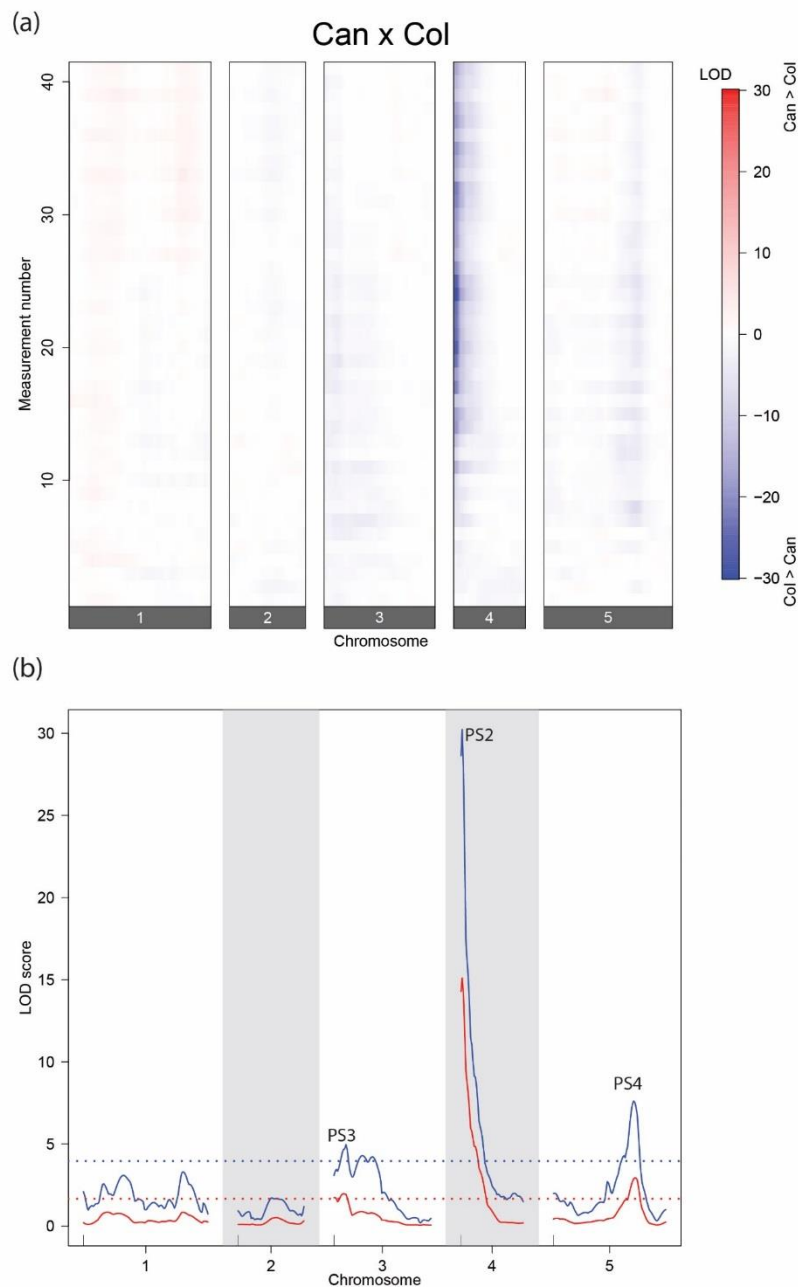 (a)
Can x Col
Measurement number
40
30
20
10
1
2
3
4
5
Chromosome
LOD
30
20
10
0
−10
−20
−30
Can > Col
Col > Can
(b)
LOD score
30
25
20
15
10
5
0
PS2
PS3
PS4
1
2
3
4
5
Chromosome